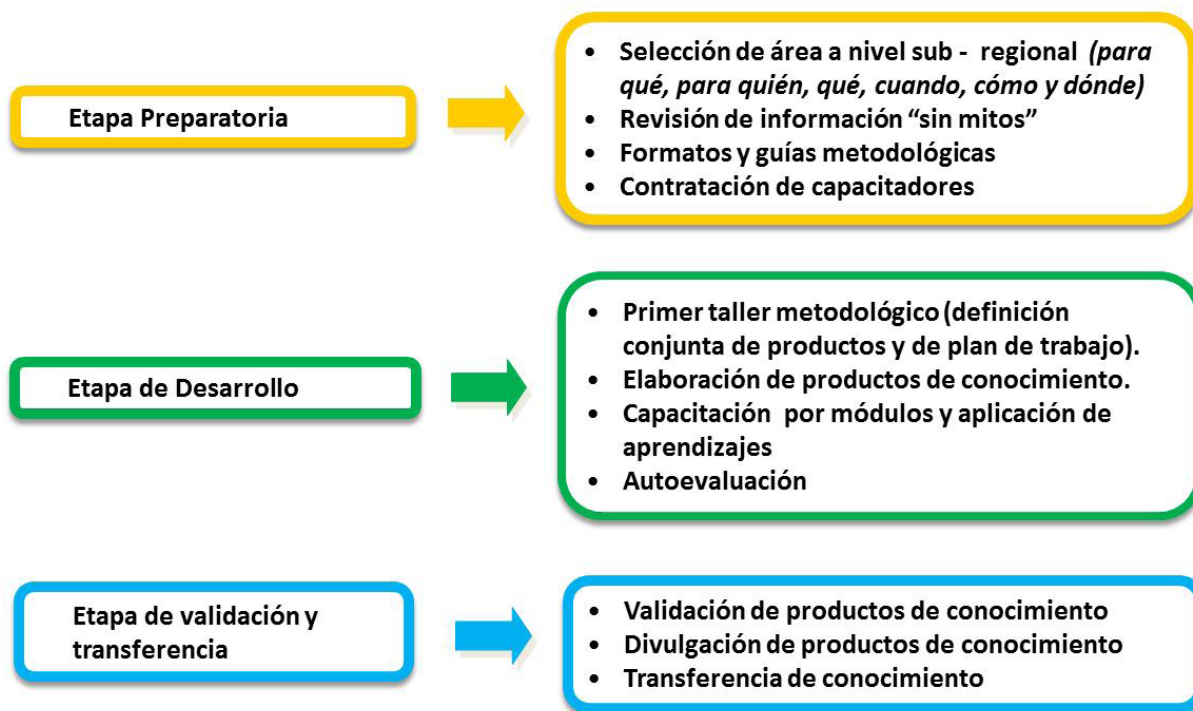 Etapa Preparatoria
• Selección de área a nivel sub - regional (para
qué, para quién, qué, cuando, cómo y dónde)
• Revisión de información “sin mitos”
• Formatos y guías metodológicas
• Contratación de capacitadores
Etapa de Desarrollo
• Primer taller metodológico (definición
conjunta de productos y de plan de trabajo).
• Elaboración de productos de conocimiento.
• Capacitación por módulos y aplicación de
aprendizajes
• Autoevaluación
Etapa de validación y
transferencia
• Validación de productos de conocimiento
• Divulgación de productos de conocimiento
• Transferencia de conocimiento